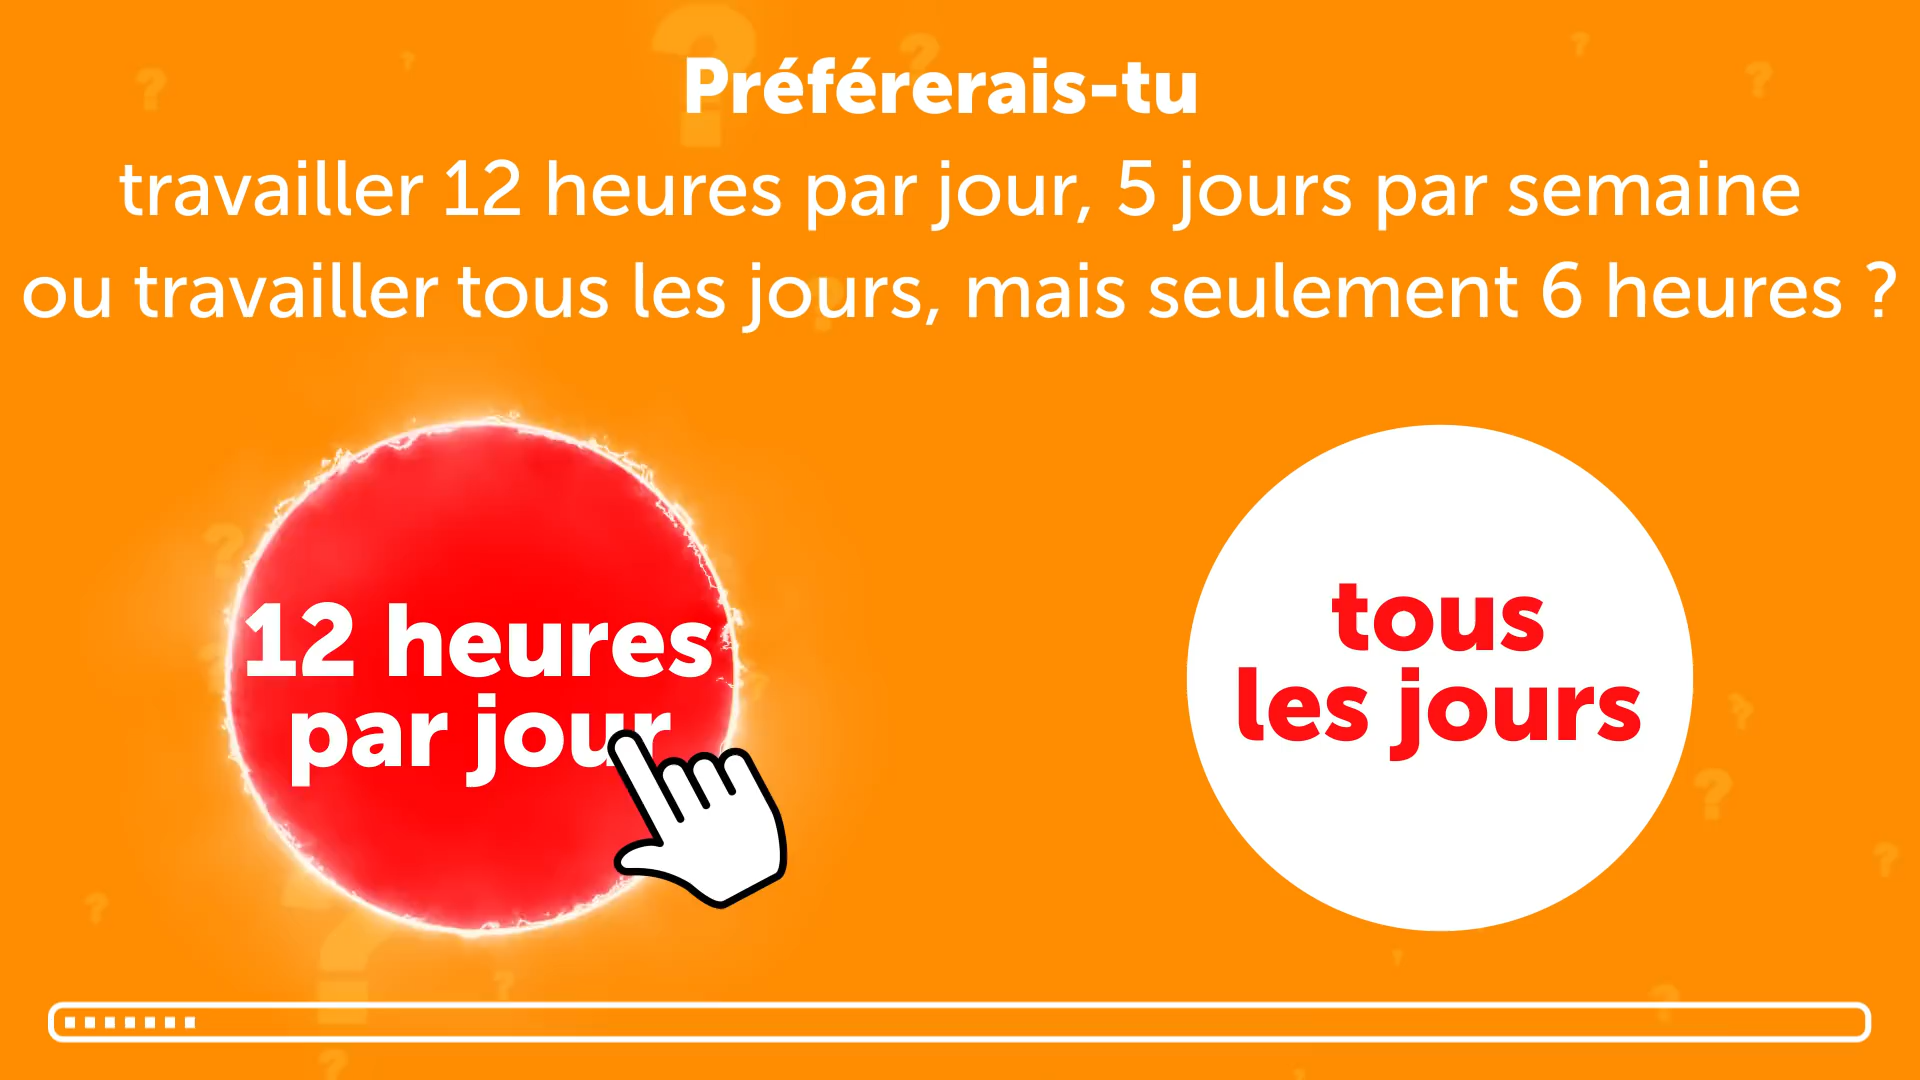 Préférerais-tu
travailler 12 heures par jour, 5 jours par semaine
ou travailler tous les jours, mais seulement 6 heures ?
12 heures
par jour
tous
les jours